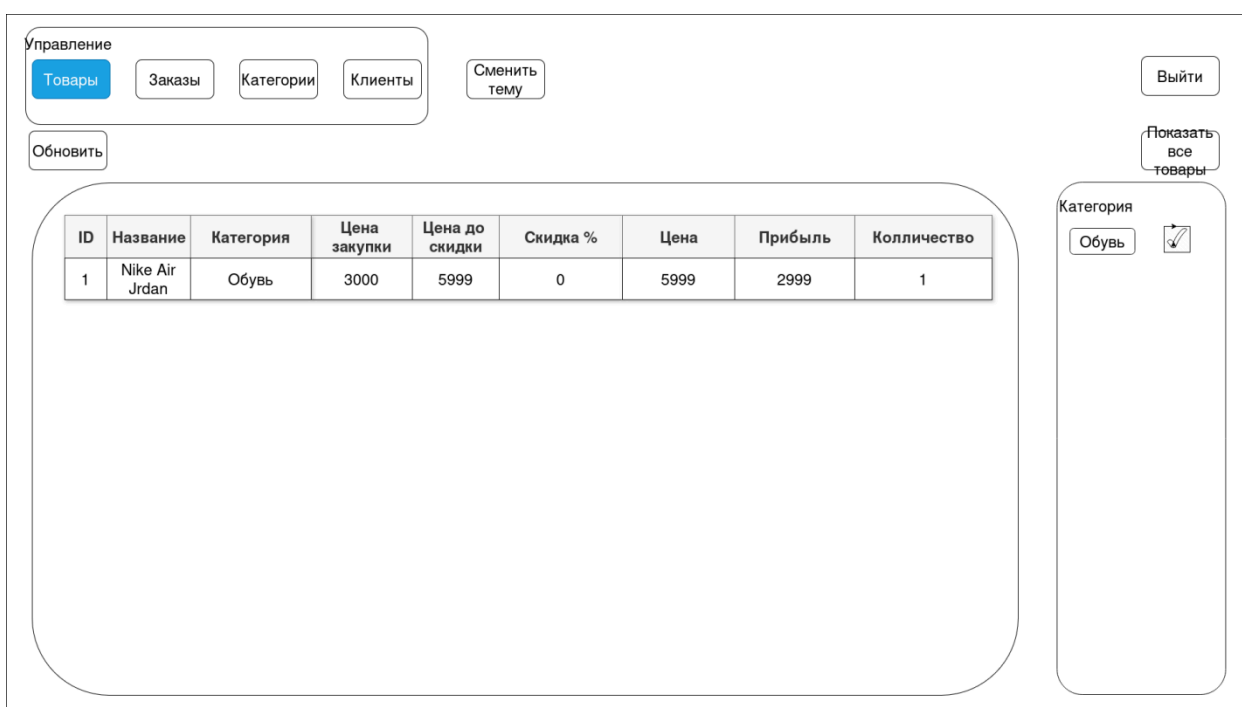 Управление
Товары
Заказы
Категории
Клиенты
Сменить
тему
Выйти
Обновить
Показать
все
товары
Категория
Обувь
ID Название Категория Цена закупки Цена до скидки Скидка % Цена Прибыль Колличество
1 Nike Air Jrdan Обувь 3000 5999 0 5999 2999 1